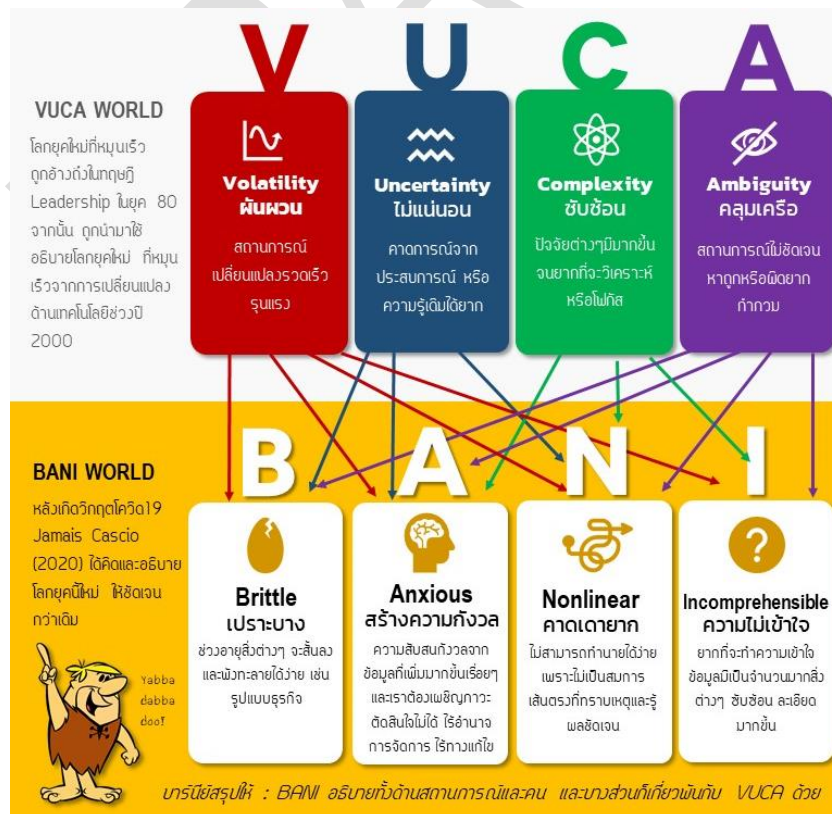 V U C A
VUCA WORLD
โลกยุคใหม่ที่หมุนเร็ว
ถูกอ้างถึงในทฤษฎี
Leadership ในยุค 80
จากนั้น ถูกนำมาใช้
อธิบายโลกยุคใหม่ ที่หมุน
เร็วจากการเปลี่ยนแปลง
ด้านเทคโนโลยีช่วงปี
2000
Volatility
ผันผวน
สถานการณ์
เปลี่ยนแปลงรวดเร็ว
รุนแรง
Uncertainty
ไม่แน่นอน
คาดการณ์จาก
ประสบการณ์ หรือ
ความรู้เดิมได้ยาก
Complexity
ซับซ้อน
ปัจจัยต่างๆมีมากขึ้น
จนยากที่จะวิเคราะห์
หรือโฟกัส
Ambiguity
คลุมเครือ
สถานการณ์ไม่ชัดเจน
หาถูกหรือผิดยาก
กำกวม
B A N I
BANI WORLD
หลังเกิดวิกฤตโควิด19
Jamais Cascio
(2020) ได้คิดและอธิบาย
โลกยุคนี้ใหม่ ให้ชัดเจน
กว่าเดิม
Yabba
dabba
doo!
Brittle
เปราะบาง
ช่วงอายุสิ่งต่างๆ จะสั้นลง
และพังทะลายได้ง่าย เช่น
รูปแบบธุรกิจ
Anxious
สร้างความกังวล
ความสับสนกังวลจาก
ข้อมูลที่เพิ่มมากขึ้นเรื่อยๆ
และเราต้องเผชิญภาวะ
ตัดสินใจไม่ได้ ไร้อำนาจ
การจัดการ ไร้ทางแก้ไข
Nonlinear
คาดเดายาก
ไม่สามารถทำนายได้ง่าย
เพราะไม่เป็นสมการ
เส้นตรงที่ทราบเหตุและรู้
ผลชัดเจน
Incomprehensible
ความไม่เข้าใจ
ยากที่จะทำความเข้าใจ
ข้อมูลมีเป็นจำนวนมากสิ่ง
ต่างๆ ซับซ้อน ละเอียด
มากขึ้น
บาร์นีย์สรุปให้ : BANI อธิบายทั้งด้านสถานการณ์และคน และบางส่วนก็เกี่ยวพันกับ VUCA ด้วย